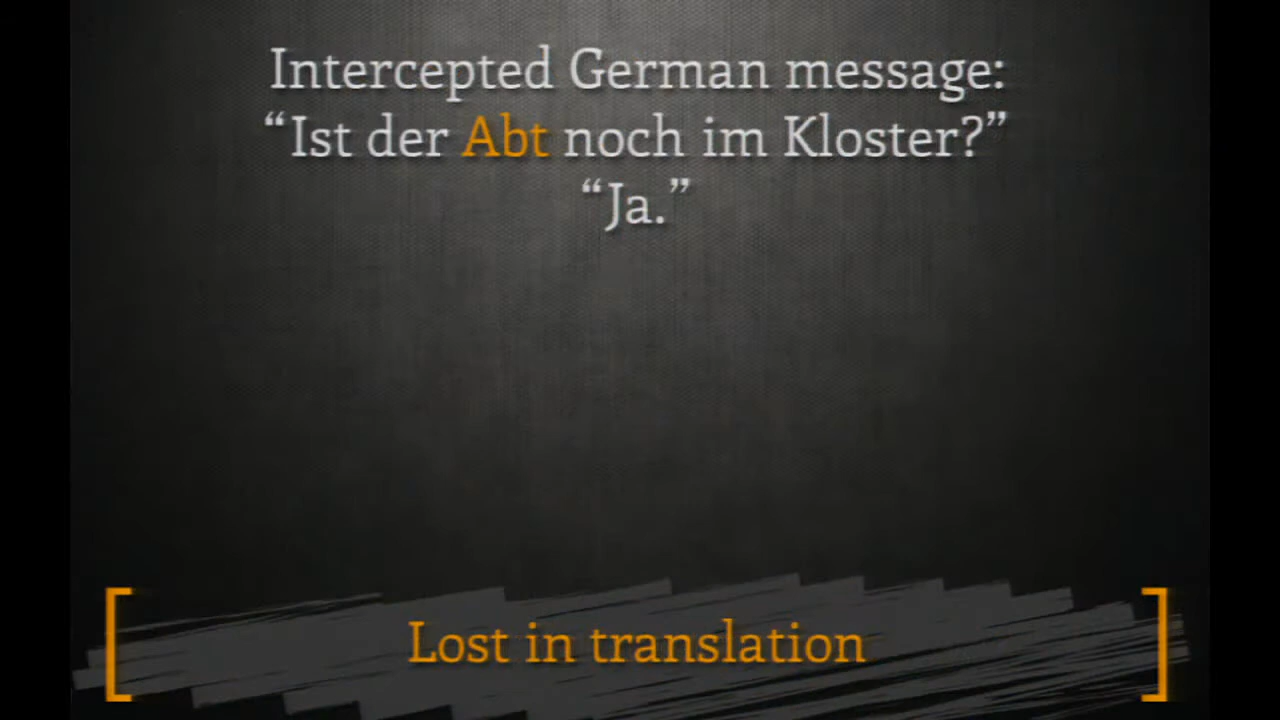 Intercepted German message:
“Ist der Abt noch im Kloster?”
“Ja.”
Lost in translation